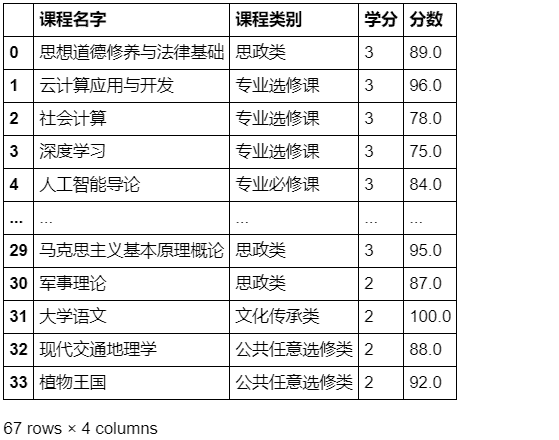 课程名字 课程类别 学分 分数
0 思想道德修养与法律基础 思政类 3 89.0
1 云计算应用与开发 专业选修课 3 96.0
2 社会计算 专业选修课 3 78.0
3 深度学习 专业选修课 3 75.0
4 人工智能导论 专业必修课 3 84.0
... ... ... ... ...
29 马克思主义基本原理概论 思政类 3 95.0
30 军事理论 思政类 2 87.0
31 大学语文 文化传承类 2 100.0
32 现代交通地理学 公共任意选修类 2 88.0
33 植物王国 公共任意选修类 2 92.0
67 rows × 4 columns